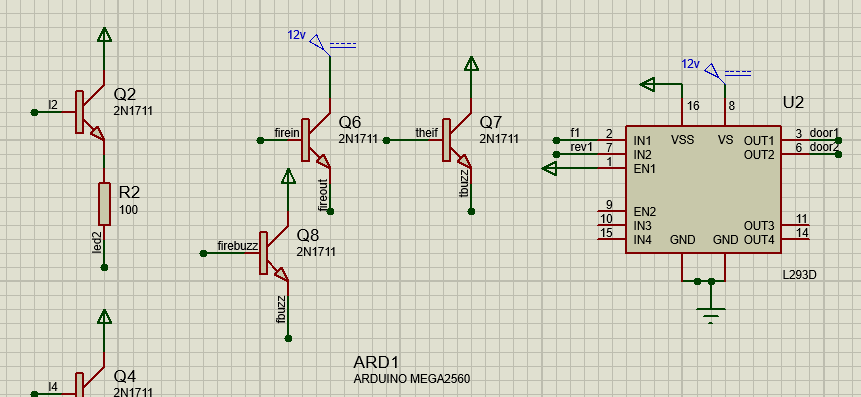 12v
12v
Q2
2N1711
I2
R2
100
led2
Q6
2N1711
firein
fireout
Q7
2N1711
theif
tbuzz
Q8
2N1711
firebuzz
fbuzz
U2
16
8
f1
2
IN1
VSS
VS
OUT1
3
door1
rev1
7
IN2
OUT2
6
door2
1
EN1
9
EN2
10
IN3
OUT3
11
15
IN4
GND
GND
OUT4
14
L293D
ARD1
ARDUINO MEGA2560
Q4
2N1711
I4